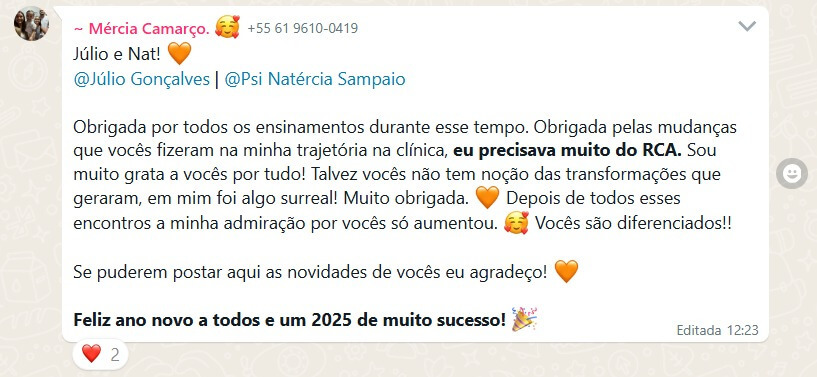 ~ Mércia Camarço. 🥰 +55 61 9610-0419
Júlio e Nat! 🧡
@Júlio Gonçalves | @Psi Natércia Sampaio
Obrigada por todos os ensinamentos durante esse tempo. Obrigada pelas mudanças
que vocês fizeram na minha trajetória na clínica, eu precisava muito do RCA. Sou
muito grata a vocês por tudo! Talvez vocês não tem noção das transformações que
geraram, em mim foi algo surreal! Muito obrigada. 🧡 Depois de todos esses
encontros a minha admiração por vocês só aumentou. 🥰 Vocês são diferenciados!!
Se puderem postar aqui as novidades de vocês eu agradeço! 🧡
Feliz ano novo a todos e um 2025 de muito sucesso! 🎉
Editada 12:23
❤️ 2